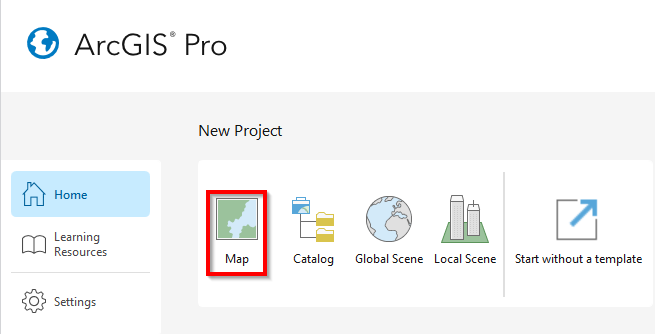 ArcGIS® Pro
New Project
Home
Learning
Resources
Settings
Map
Catalog
Global Scene
Local Scene
Start without a template